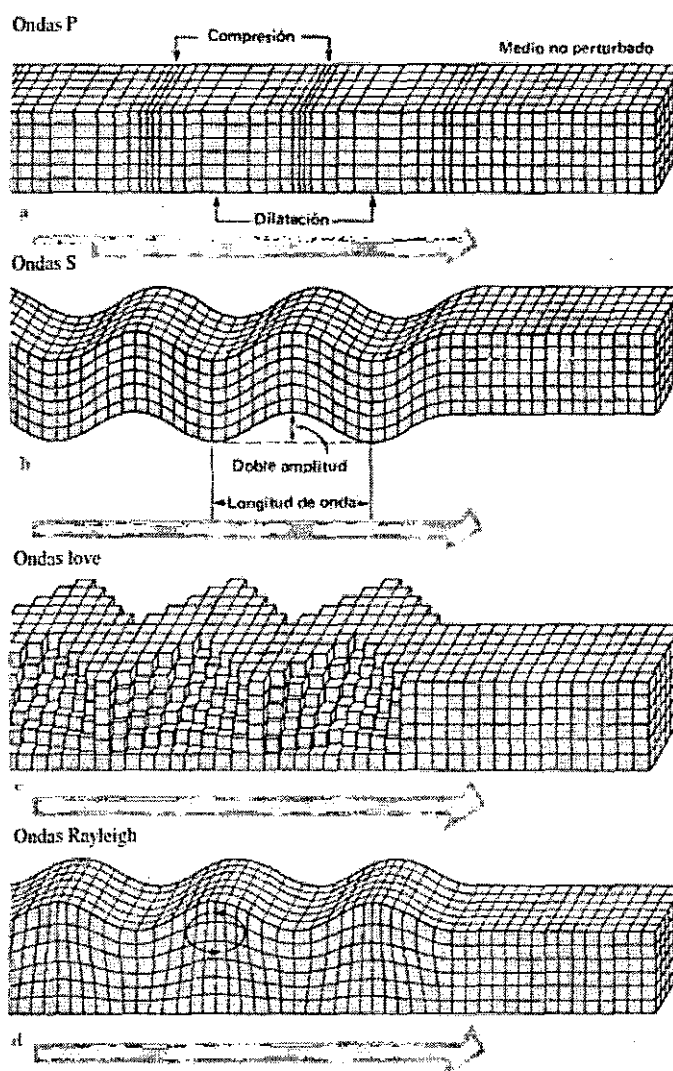 Ondas P
Compresión
Medio no perturbado
Dilatación
a
Ondas S
Doble amplitud
b
Longitud de onda
Ondas love
c
Ondas Rayleigh
d